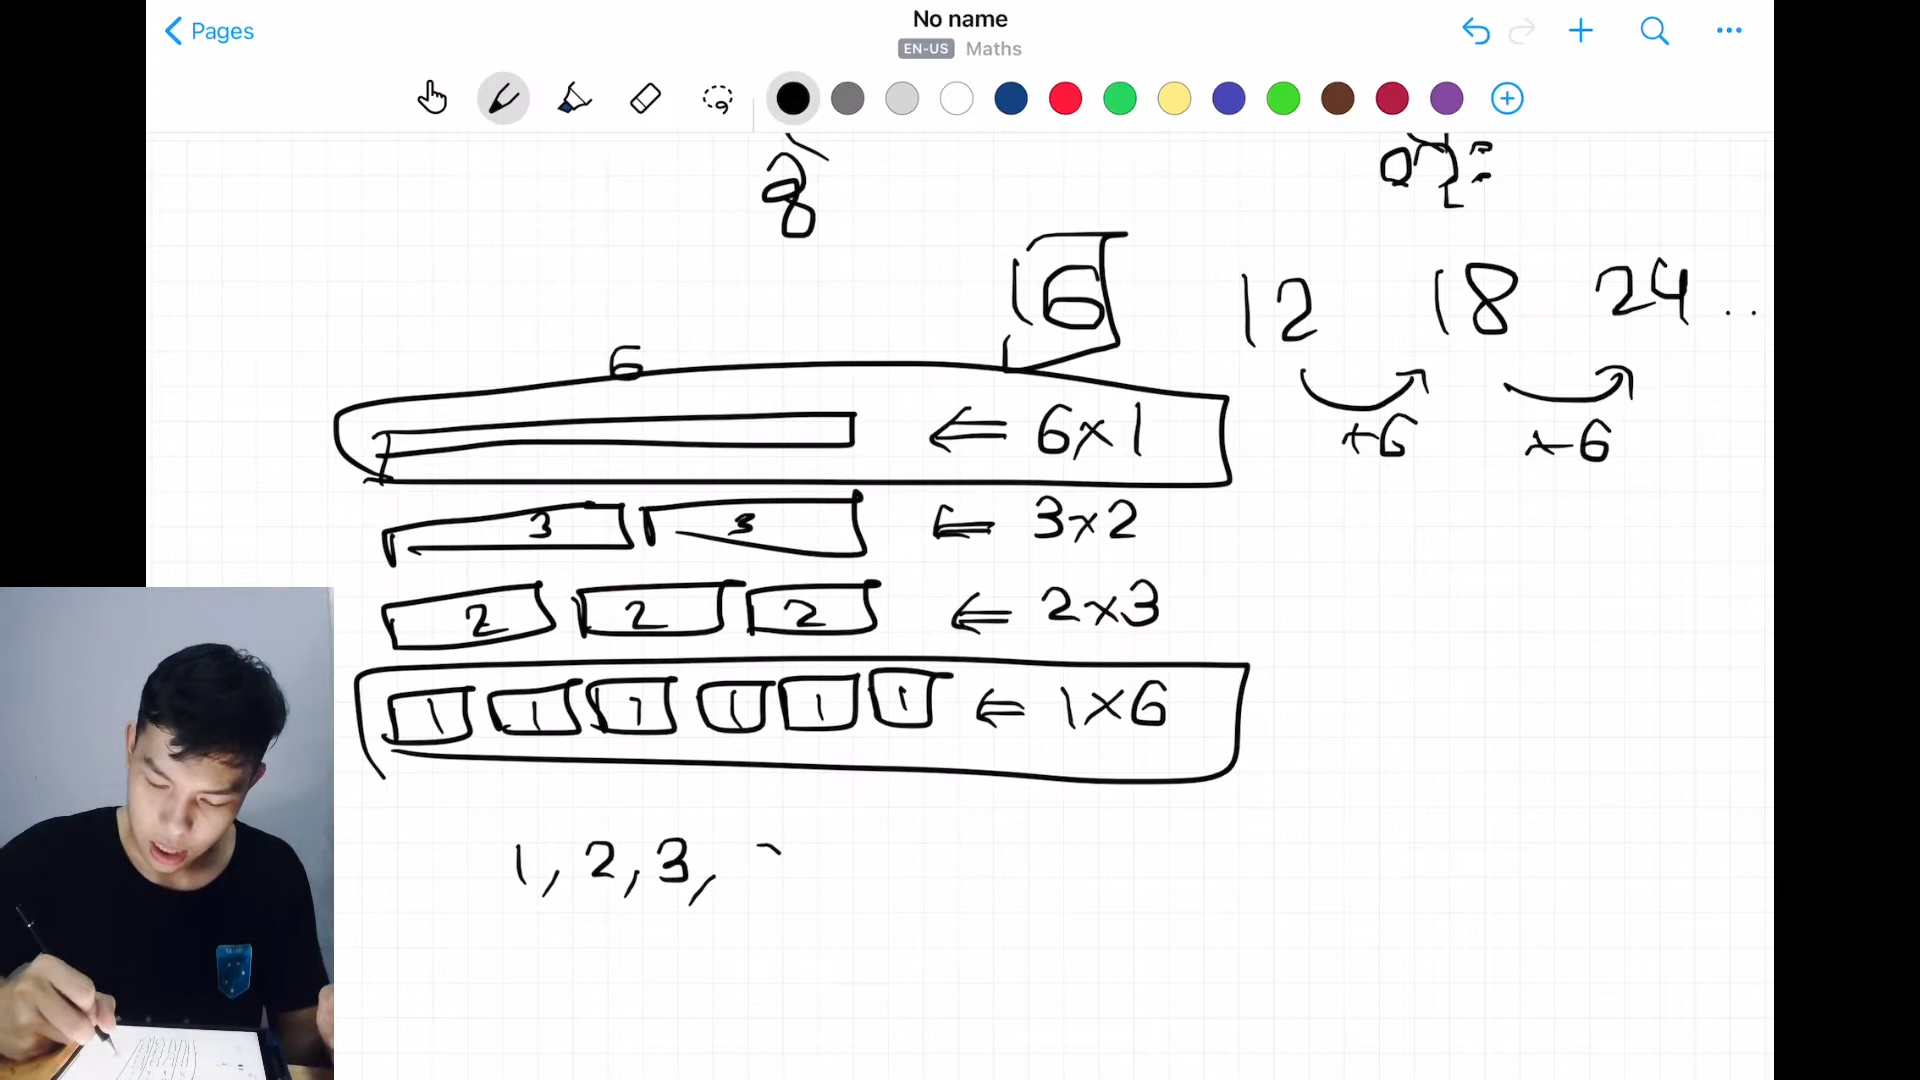 Pages
No name
EN-US Maths
8
6 12 18 24 ..
6
+6 +6
⇐ 6x1
3 3 ⇐ 3x2
2 2 2 ⇐ 2x3
1 1 1 1 1 1 ⇐ 1x6
1, 2, 3,